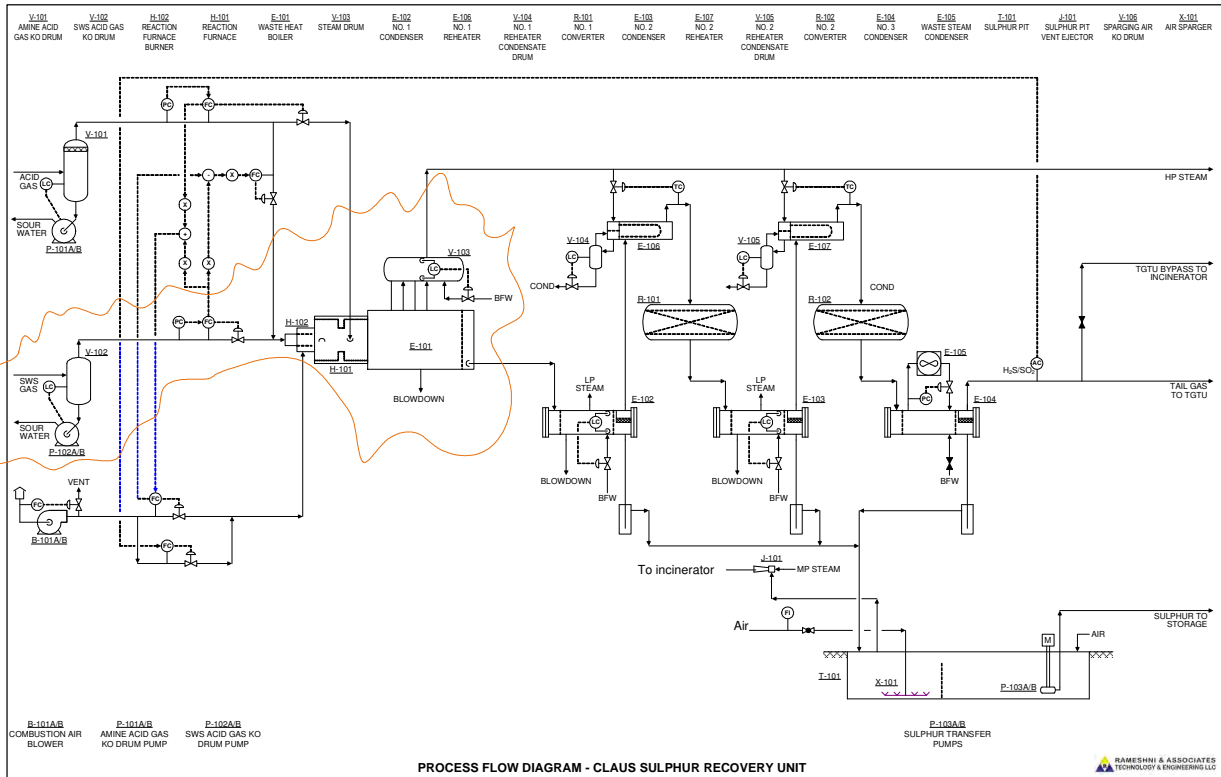 V-101
AMINE ACID
GAS KO DRUM
V-102
SWS ACID GAS
KO DRUM
H-102
REACTION
FURNACE
BURNER
H-101
REACTION
FURNACE
E-101
WASTE HEAT
BOILER
V-103
STEAM DRUM
E-102
NO. 1
CONDENSER
E-106
NO. 1
REHEATER
V-104
NO. 1
REHEATER
CONDENSATE
DRUM
R-101
NO. 1
CONVERTER
E-103
NO. 2
CONDENSER
E-107
NO. 2
REHEATER
V-105
NO. 2
REHEATER
CONDENSATE
DRUM
R-102
NO. 2
CONVERTER
E-104
NO. 3
CONDENSER
E-105
WASTE STEAM
CONDENSER
T-101
SULPHUR PIT
J-101
SULPHUR PIT
VENT EJECTOR
V-106
SPARGING AIR
KO DRUM
X-101
AIR SPARGER
PC
FC
V-101
ACID
GAS
LC
SOUR
WATER
P-101A/B
-
X
FC
X
+
X
X
HP STEAM
TC
TC
V-104
LC
E-106
COND
V-105
LC
E-107
V-103
LC
BFW
R-101
R-102
COND
TGTU BYPASS TO
INCINERATOR
PC
FC
H-102
E-101
H-101
BLOWDOWN
V-102
SWS
GAS
LC
SOUR
WATER
P-102A/B
LP
STEAM
E-102
LC
BLOWDOWN
BFW
LP
STEAM
E-103
LC
BLOWDOWN
BFW
E-105
PC
E-104
BFW
H2S/SO2
AC
TAIL GAS
TO TGTU
VENT
FC
B-101A/B
FC
FC
J-101
To incinerator
MP STEAM
FI
Air
SULPHUR TO
STORAGE
M
AIR
T-101
X-101
P-103A/B
B-101A/B
COMBUSTION AIR
BLOWER
P-101A/B
AMINE ACID GAS
KO DRUM PUMP
P-102A/B
SWS ACID GAS KO
DRUM PUMP
P-103A/B
SULPHUR TRANSFER
PUMPS
PROCESS FLOW DIAGRAM - CLAUS SULPHUR RECOVERY UNIT
RAMESHNI & ASSOCIATES
TECHNOLOGY & ENGINEERING LLC